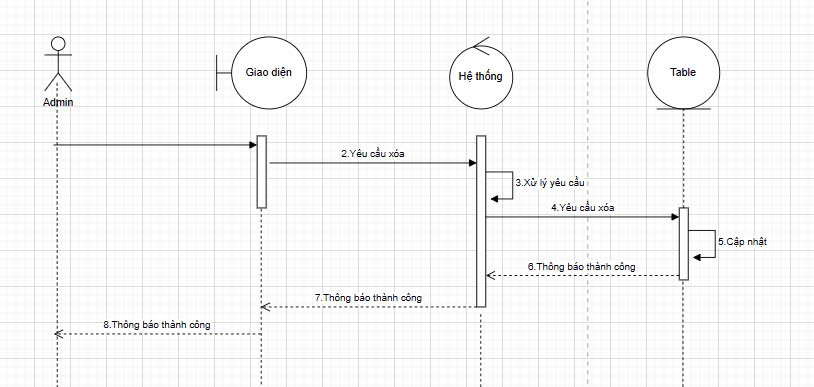 Giao diện
Hệ thống
Table
Admin
2.Yêu cầu xóa
3.Xử lý yêu cầu
4.Yêu cầu xóa
5.Cập nhật
6.Thông báo thành công
7.Thông báo thành công
8.Thông báo thành công